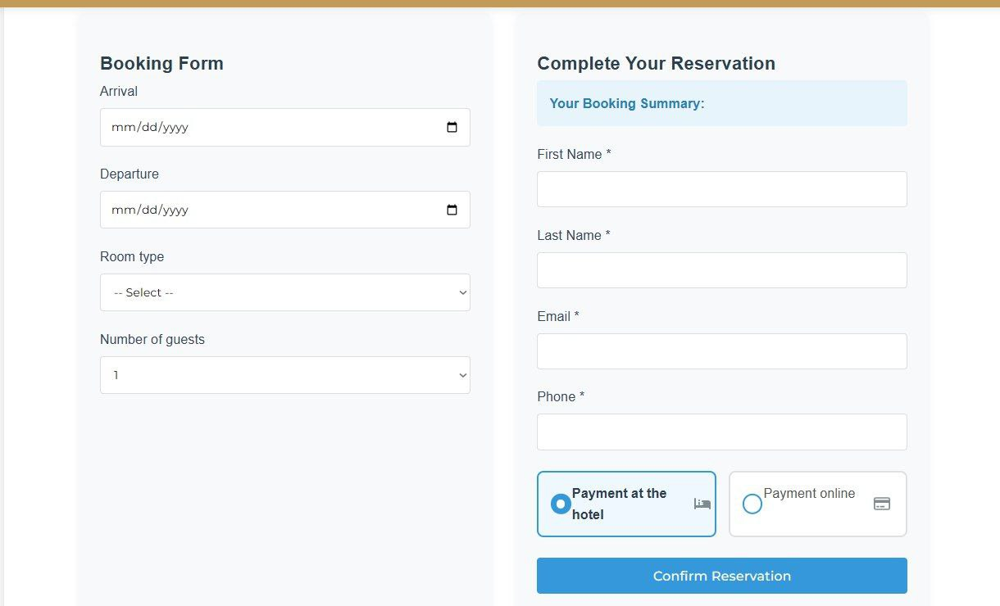 Booking Form
Arrival
mm/dd/yyyy
Departure
mm/dd/yyyy
Room type
-- Select --
Number of guests
1
Complete Your Reservation
Your Booking Summary:
First Name *
Last Name *
Email *
Phone *
Payment at the
hotel
Payment online
Confirm Reservation